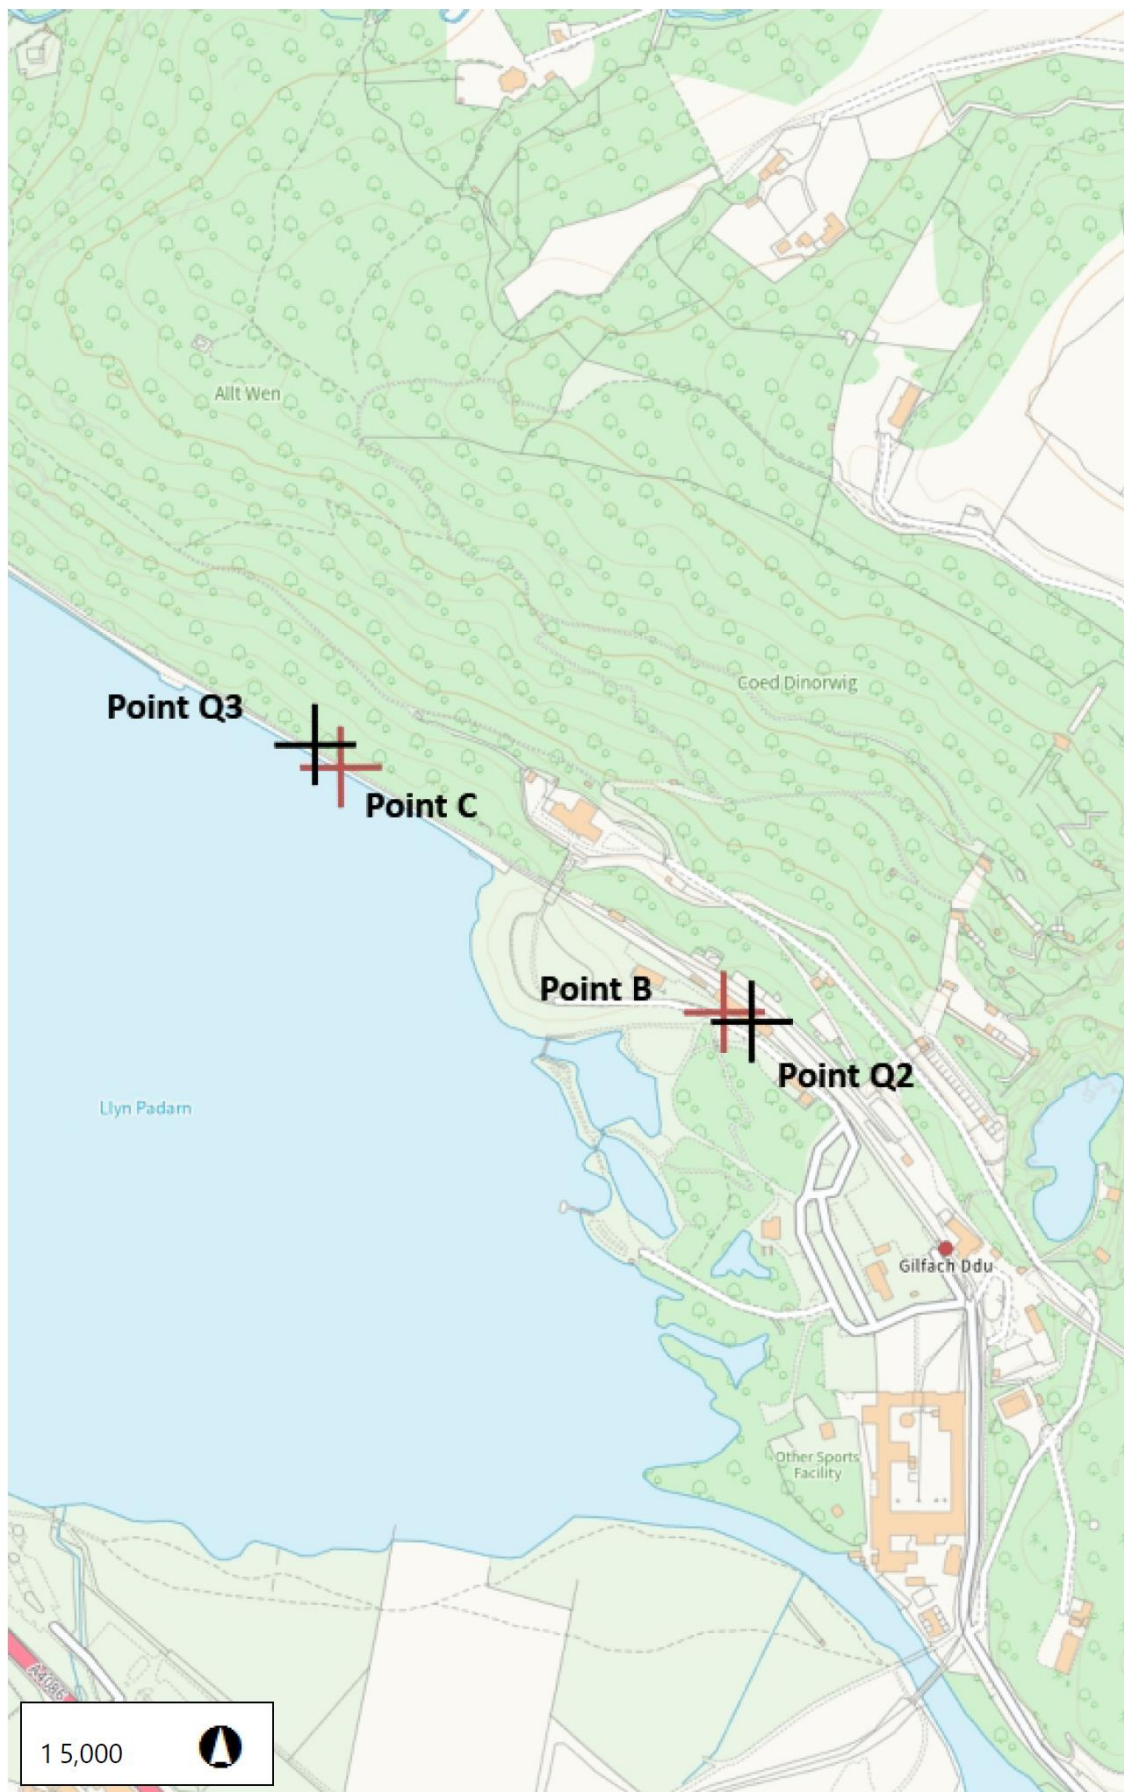 Allt Wen
Coed Dinorwig
Point Q3
Point C
Point B
Point Q2
Llyn Padarn
Gilfach Ddu
Other Sports
Facility
A4086
1 5,000